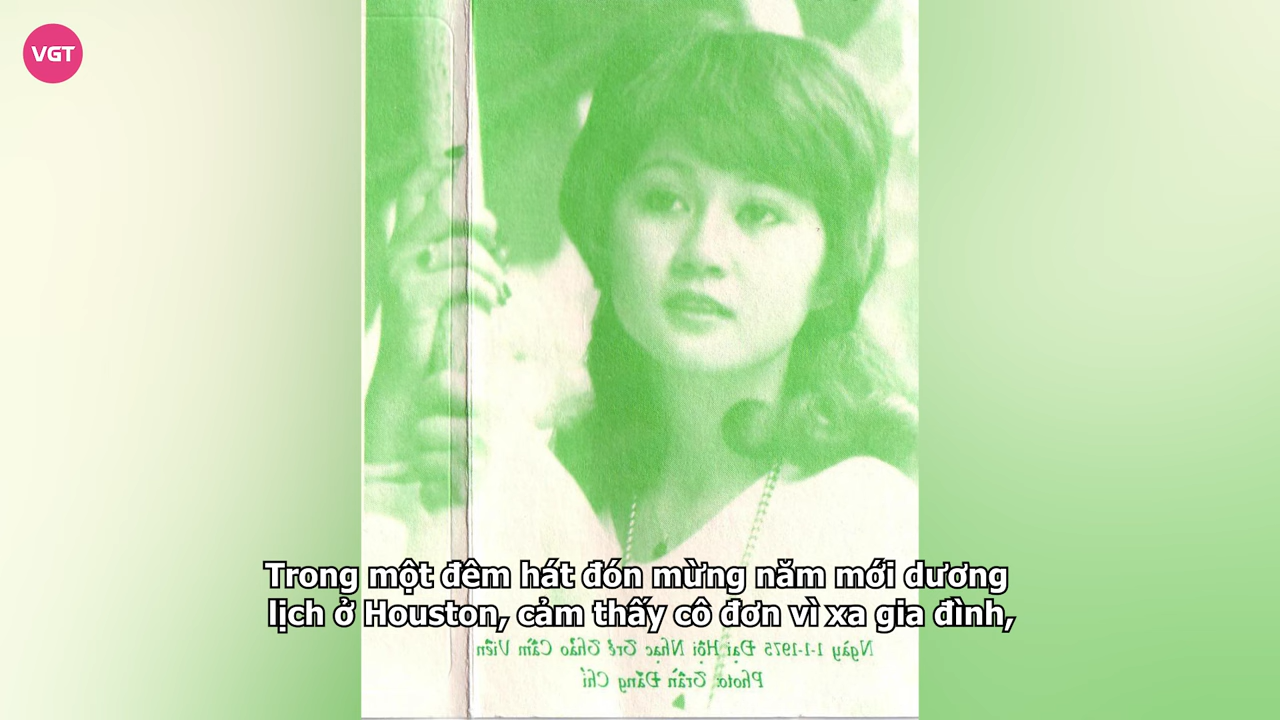 VGT
Trong một đêm hát đón mừng năm mới dương
lịch ở Houston, cảm thấy cô đơn vì xa gia đình,
Ngày 1-1-1975 Đại Hội Nhạc Trẻ Thảo Cầm Viên
Photo: Trần Đăng Chí